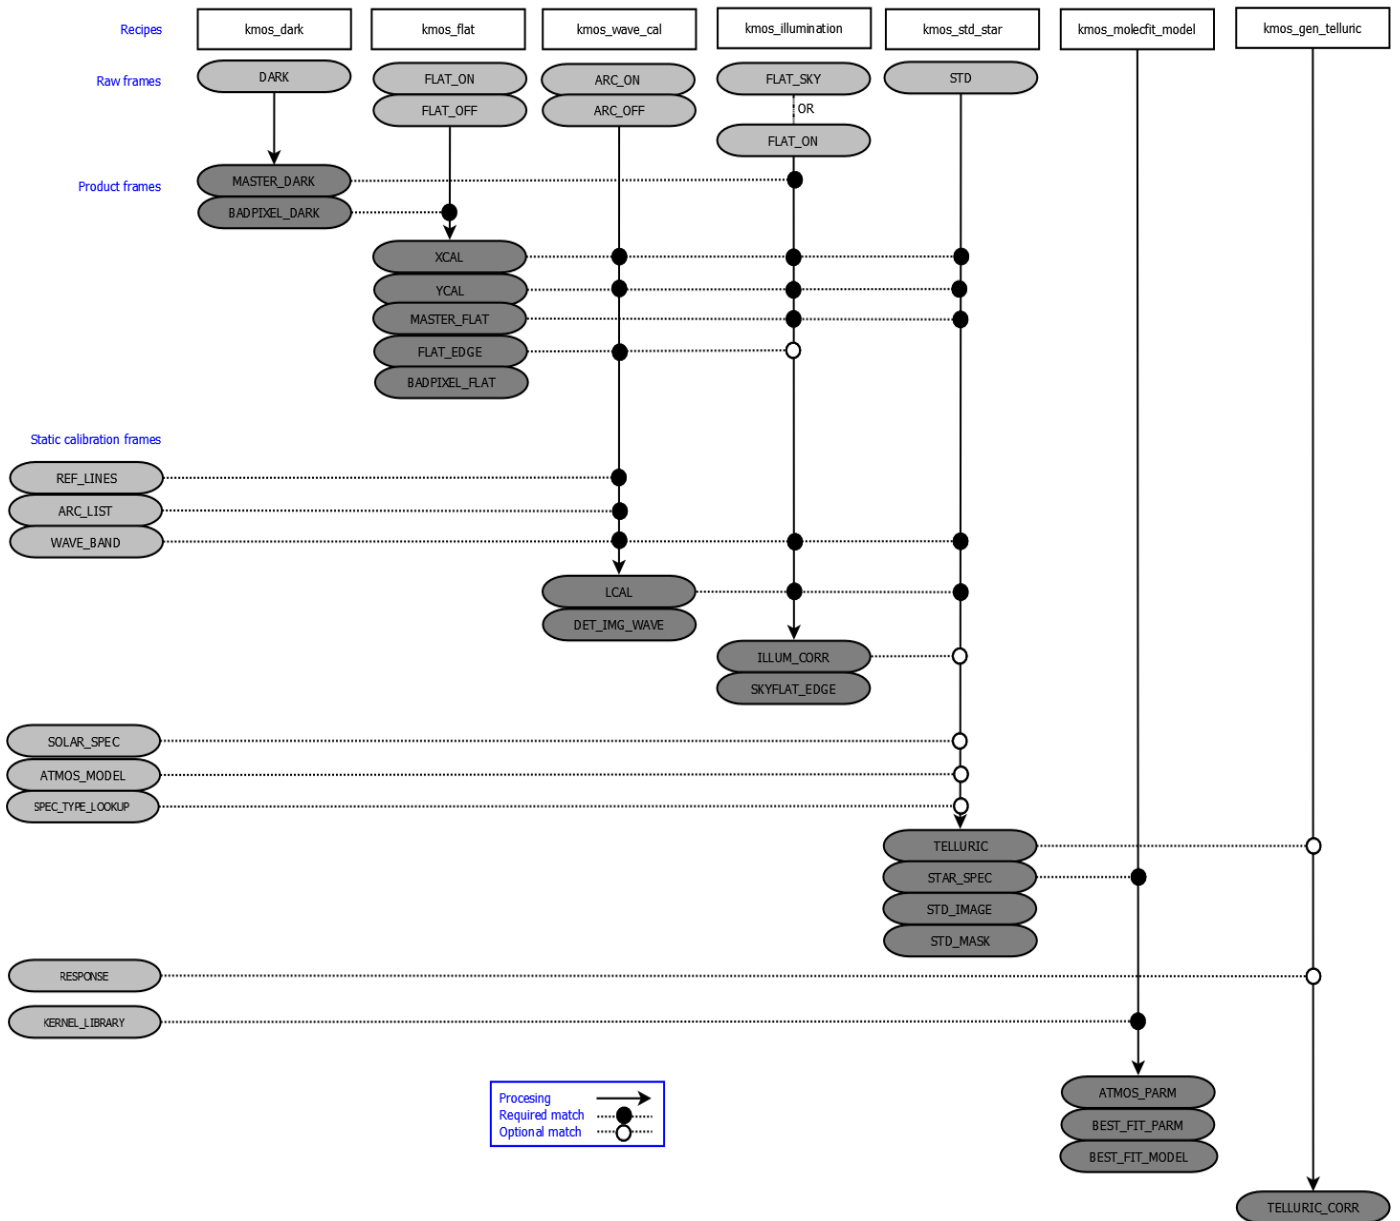 Recipes
kmos_dark
kmos_flat
kmos_wave_cal
kmos_illumination
kmos_std_star
kmos_molecfit_model
kmos_gen_telluric
Raw frames
DARK
FLAT_ON
ARC_ON
FLAT_SKY
STD
FLAT_OFF
ARC_OFF
OR
FLAT_ON
Product frames
MASTER_DARK
BADPIXEL_DARK
XCAL
YCAL
MASTER_FLAT
FLAT_EDGE
BADPIXEL_FLAT
Static calibration frames
REF_LINES
ARC_LIST
WAVE_BAND
LCAL
DET_IMG_WAVE
ILLUM_CORR
SKYFLAT_EDGE
SOLAR_SPEC
ATMOS_MODEL
SPEC_TYPE_LOOKUP
TELLURIC
STAR_SPEC
STD_IMAGE
STD_MASK
RESPONSE
KERNEL_LIBRARY
Procesing
Required match
Optional match
ATMOS_PARM
BEST_FIT_PARM
BEST_FIT_MODEL
TELLURIC_CORR